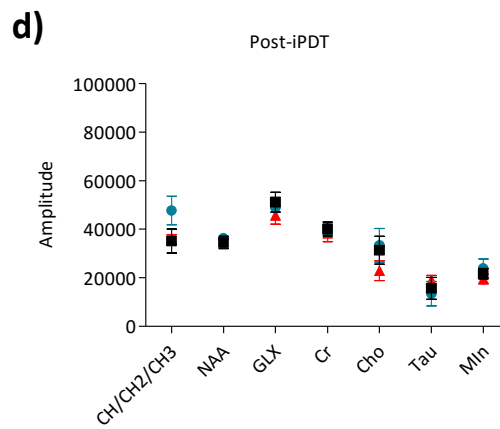 d)
Post-iPDT
Amplitude
100000
80000
60000
40000
20000
0
CH/CH2/CH3
NAA
GLX
Cr
Cho
Tau
MIn